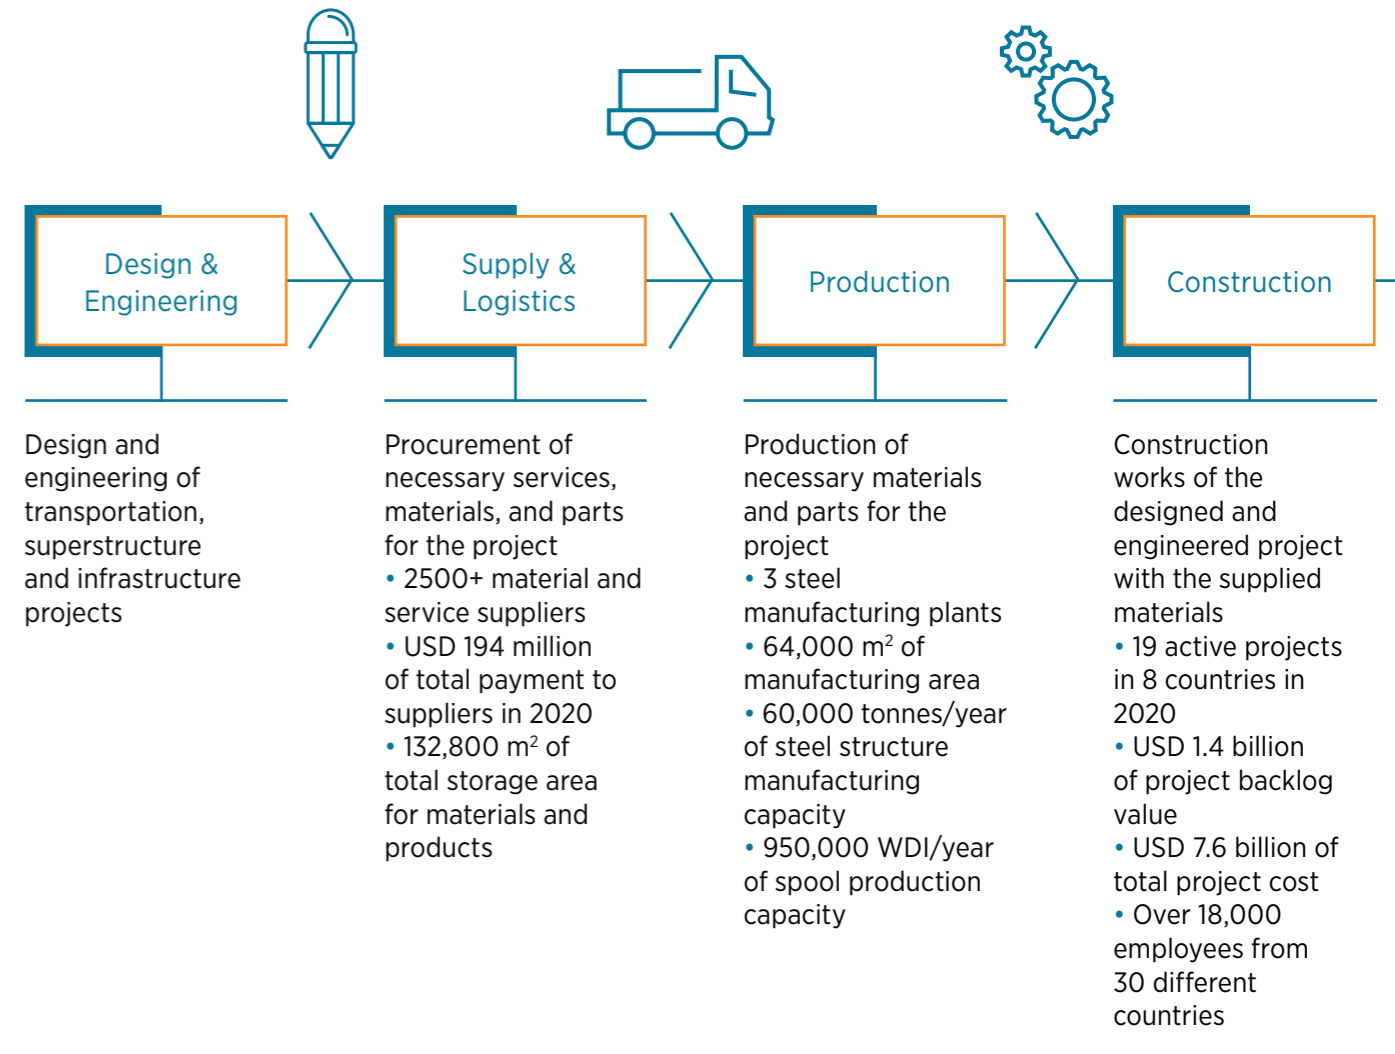 Design &
Engineering
Supply &
Logistics
Production
Construction
Design and
engineering of
transportation,
superstructure
and infrastructure
projects
Procurement of
necessary services,
materials, and parts
for the project
• 2500+ material and
service suppliers
• USD 194 million
of total payment to
suppliers in 2020
• 132,800 m² of
total storage area
for materials and
products
Production of
necessary materials
and parts for the
project
• 3 steel
manufacturing plants
• 64,000 m² of
manufacturing area
• 60,000 tonnes/year
of steel structure
manufacturing
capacity
• 950,000 WDI/year
of spool production
capacity
Construction
works of the
designed and
engineered project
with the supplied
materials
• 19 active projects
in 8 countries in
2020
• USD 1.4 billion
of project backlog
value
• USD 7.6 billion of
total project cost
• Over 18,000
employees from
30 different
countries